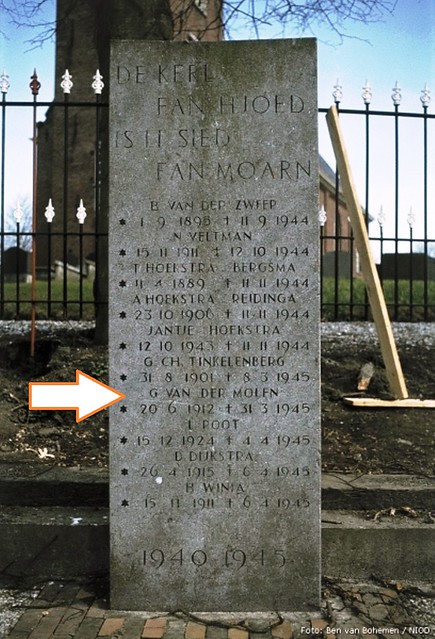 DE KERL
FAN HJOED
IS IT SIED
FAN MOARN
B VAN DER ZWEEP
* 1 9 1895 † 11 9 1944
N VELTMAN
* 15 11 1911 † 12 10 1944
T HOEKSTRA BERGSMA
* 11 4 1889 † 11 11 1944
A HOEKSTRA REIDINGA
* 23 10 1906 † 11 11 1944
JANTJE HOEKSTRA
* 12 10 1943 † 11 11 1944
G. CH. TINKELENBERG
* 31 8 1901 † 8 3 1945
G VAN DER MOLEN
* 20 6 1912 † 31 3 1945
L POOT
* 15 12 1924 † 4 4 1945
D DIJKSTRA
* 26 4 1915 † 6 4 1945
H WINIA
* 15 11 1911 † 6 4 1945
1940 1945
Foto: Ben van Bohemen / NIOD